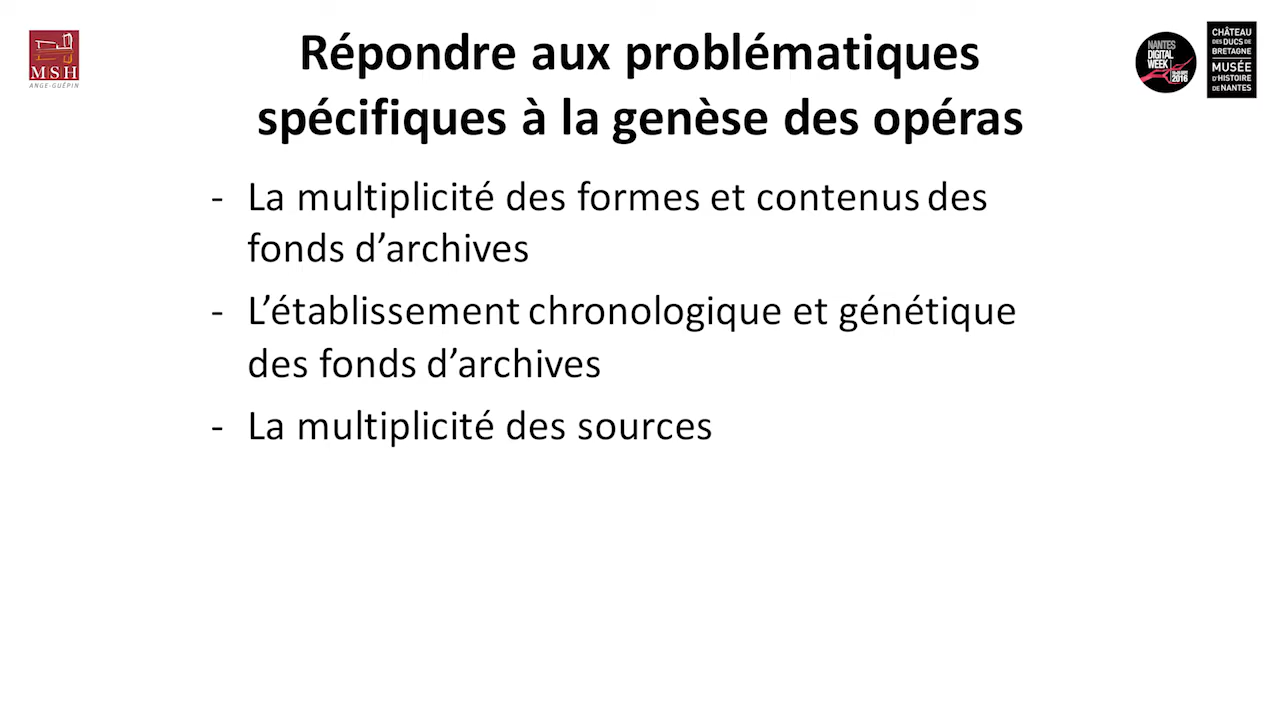 MSH
ANGE-GUÉPIN
Répondre aux problématiques
spécifiques à la genèse des opéras
NANTES
DIGITAL
WEEK
2016
CHÂTEAU
DES DUCS DE
BRETAGNE
MUSÉE
D'HISTOIRE
DE NANTES
- La multiplicité des formes et contenus des
fonds d’archives
- L’établissement chronologique et génétique
des fonds d’archives
- La multiplicité des sources